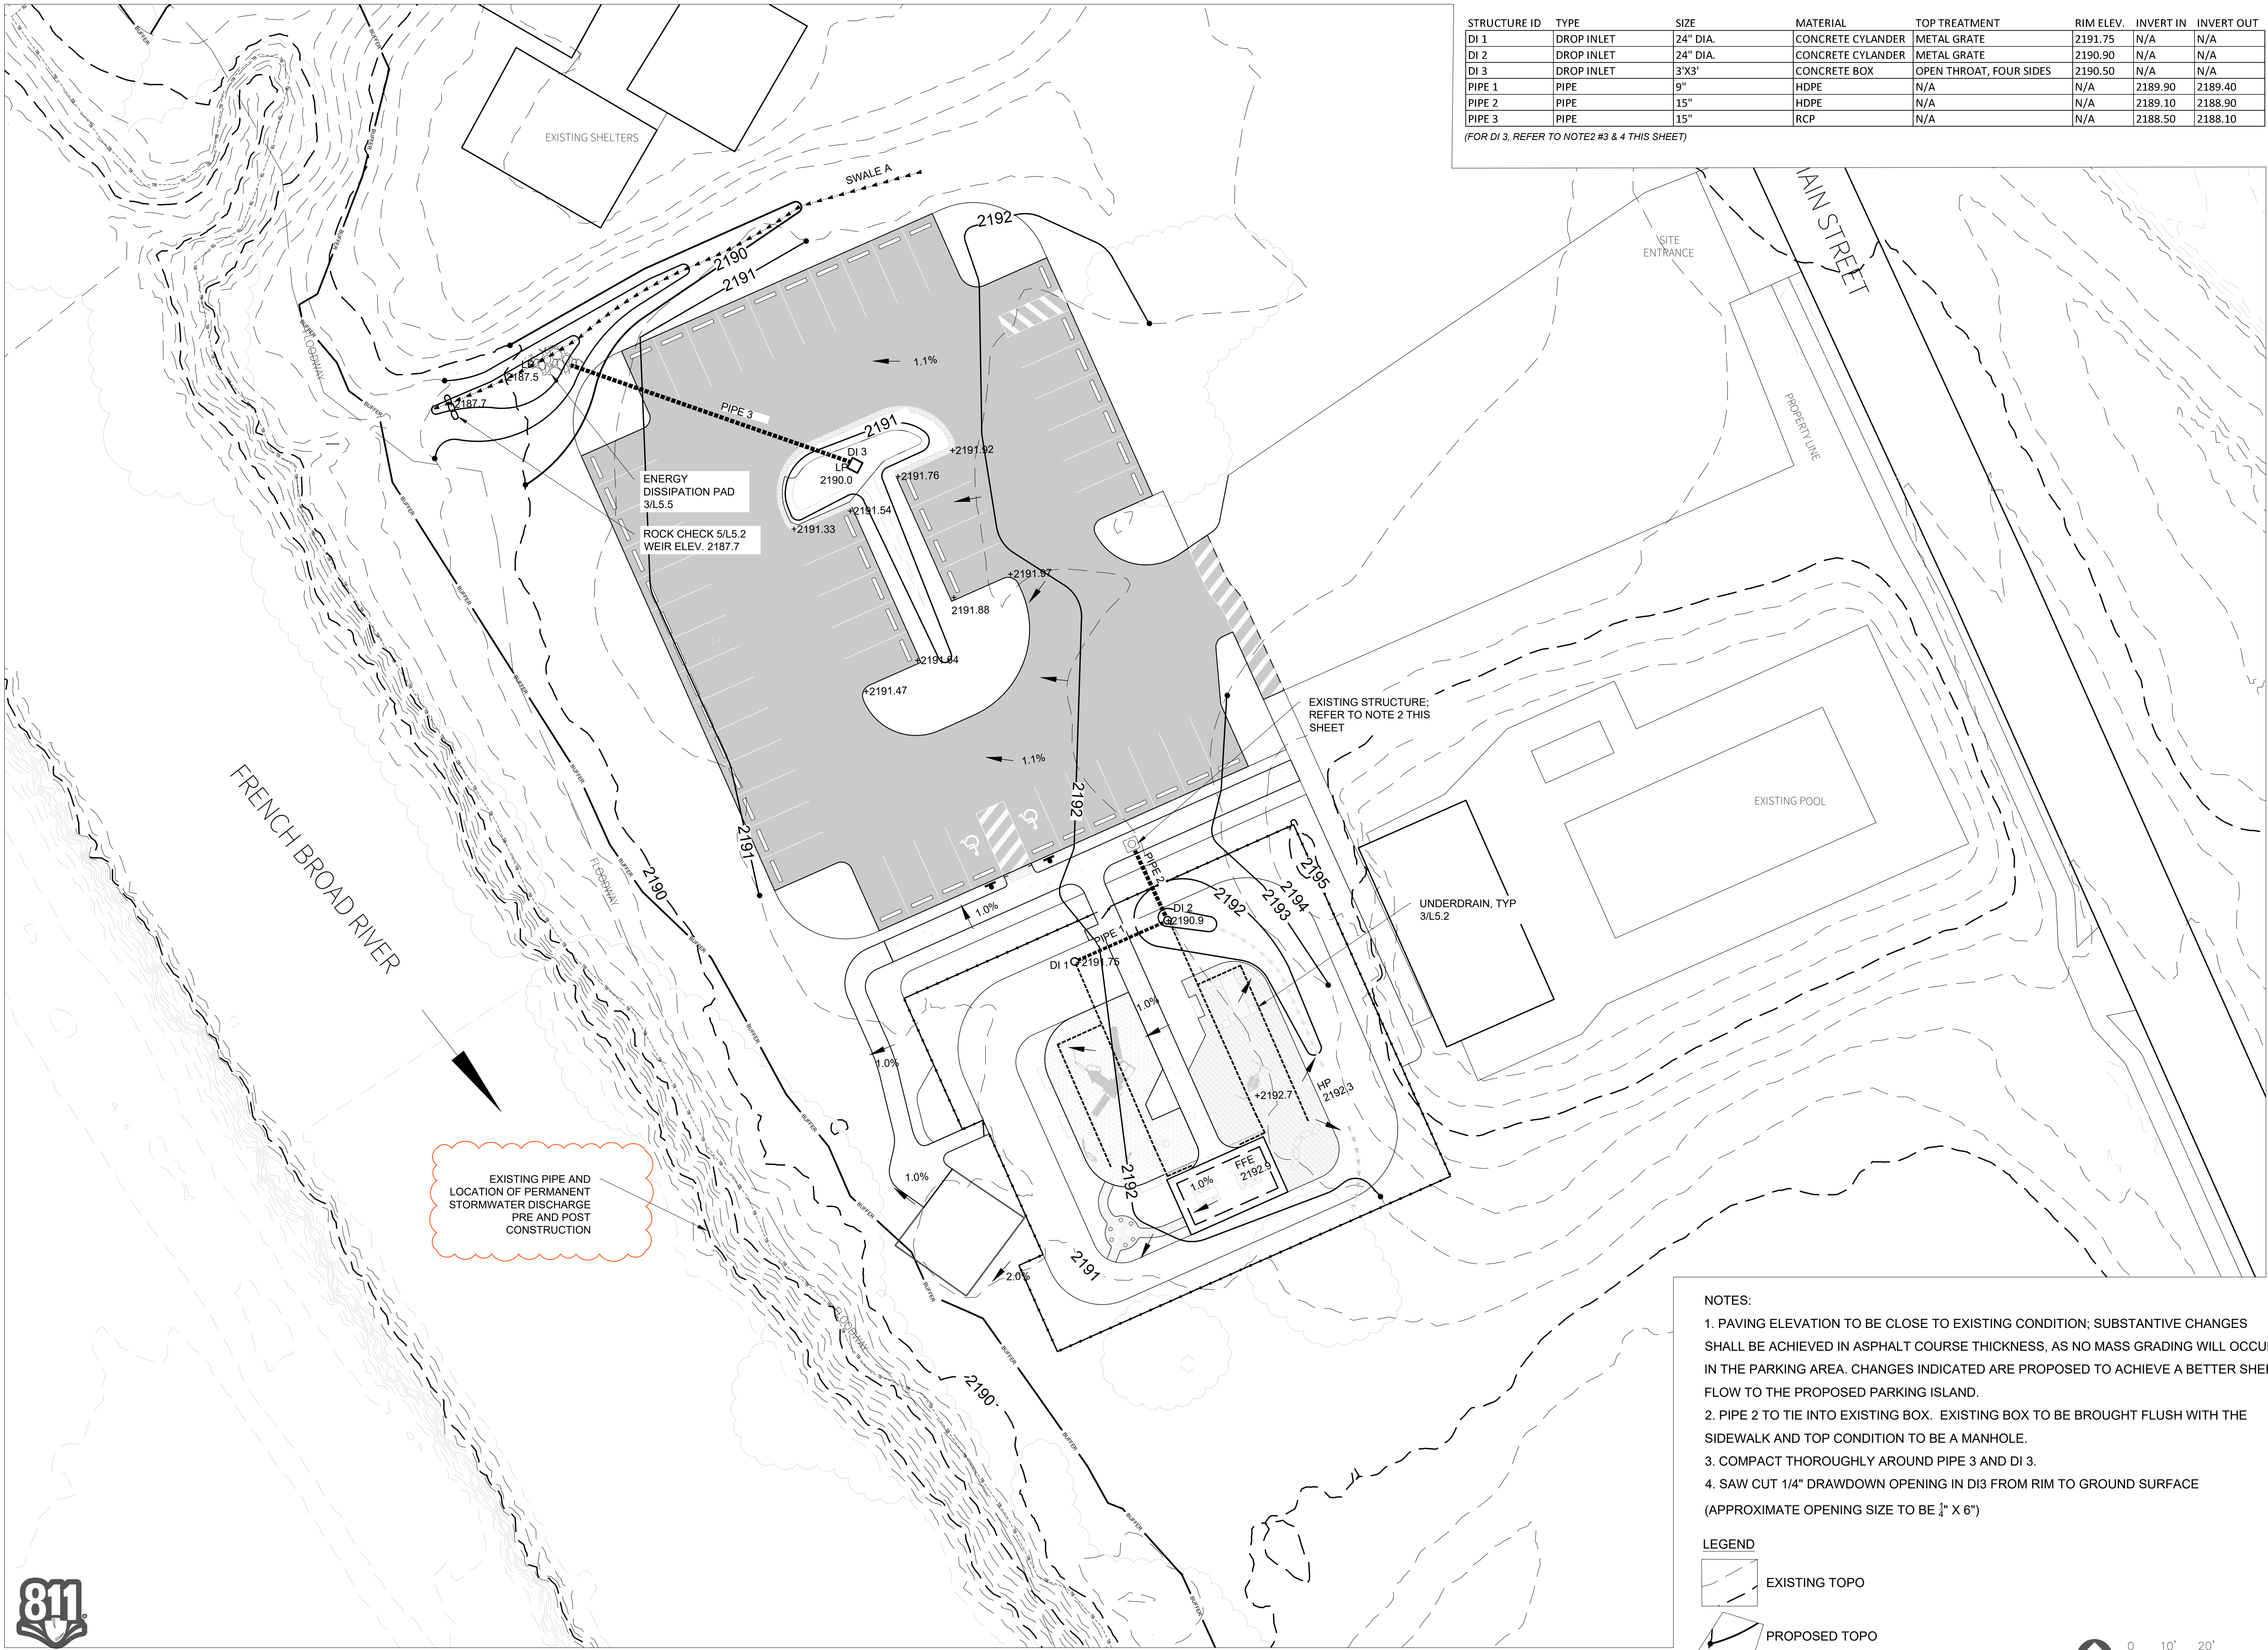 STRUCTURE ID TYPE SIZE MATERIAL TOP TREATMENT RIM ELEV. INVERT IN INVERT OUT
DI 1 DROP INLET 24" DIA. CONCRETE CYLANDER METAL GRATE 2191.75 N/A N/A
DI 2 DROP INLET 24" DIA. CONCRETE CYLANDER METAL GRATE 2190.90 N/A N/A
DI 3 DROP INLET 3'X3' CONCRETE BOX OPEN THROAT, FOUR SIDES 2190.50 N/A N/A
PIPE 1 PIPE 9" HDPE N/A N/A 2189.90 2189.40
PIPE 2 PIPE 15" HDPE N/A N/A 2189.10 2188.90
PIPE 3 PIPE 15" RCP N/A N/A 2188.50 2188.10
(FOR DI 3, REFER TO NOTE2 #3 & 4 THIS SHEET)
EXISTING SHELTERS
SWALE A
2192
2190
2191
MAIN STREET
SITE
ENTRANCE
PROPERTY LINE
BUFFER
FLOODWAY
LP
2187.5
+2187.7
1.1%
PIPE 3
2191
DI 3
LP
2190.0
+2191.92
+2191.76
+2191.54
+2191.33
ENERGY
DISSIPATION PAD
3/L5.5
ROCK CHECK 5/L5.2
WEIR ELEV. 2187.7
+2191.97
+
2191.88
+2191.64
+2191.47
1.1%
EXISTING STRUCTURE;
REFER TO NOTE 2 THIS
SHEET
EXISTING POOL
FRENCH BROAD RIVER
2191
2192
2190
FLOODWAY
1.0%
PIPE 2
2192
2193
2194
2195
DI 2
+2190.9
PIPE 1
DI 1
+2191.75
UNDERDRAIN, TYP
3/L5.2
1.0%
1.0%
+2192.7
HP
2192.3
FFE
2192.9
1.0%
1.0%
2192
2191
2.0%
FLOODWAY
2190
EXISTING PIPE AND
LOCATION OF PERMANENT
STORMWATER DISCHARGE
PRE AND POST
CONSTRUCTION
NOTES:
1. PAVING ELEVATION TO BE CLOSE TO EXISTING CONDITION; SUBSTANTIVE CHANGES
SHALL BE ACHIEVED IN ASPHALT COURSE THICKNESS, AS NO MASS GRADING WILL OCCU
IN THE PARKING AREA. CHANGES INDICATED ARE PROPOSED TO ACHIEVE A BETTER SHE
FLOW TO THE PROPOSED PARKING ISLAND.
2. PIPE 2 TO TIE INTO EXISTING BOX. EXISTING BOX TO BE BROUGHT FLUSH WITH THE
SIDEWALK AND TOP CONDITION TO BE A MANHOLE.
3. COMPACT THOROUGHLY AROUND PIPE 3 AND DI 3.
4. SAW CUT 1/4" DRAWDOWN OPENING IN DI3 FROM RIM TO GROUND SURFACE
(APPROXIMATE OPENING SIZE TO BE ¼" X 6")
LEGEND
EXISTING TOPO
PROPOSED TOPO
0 10' 20'
811